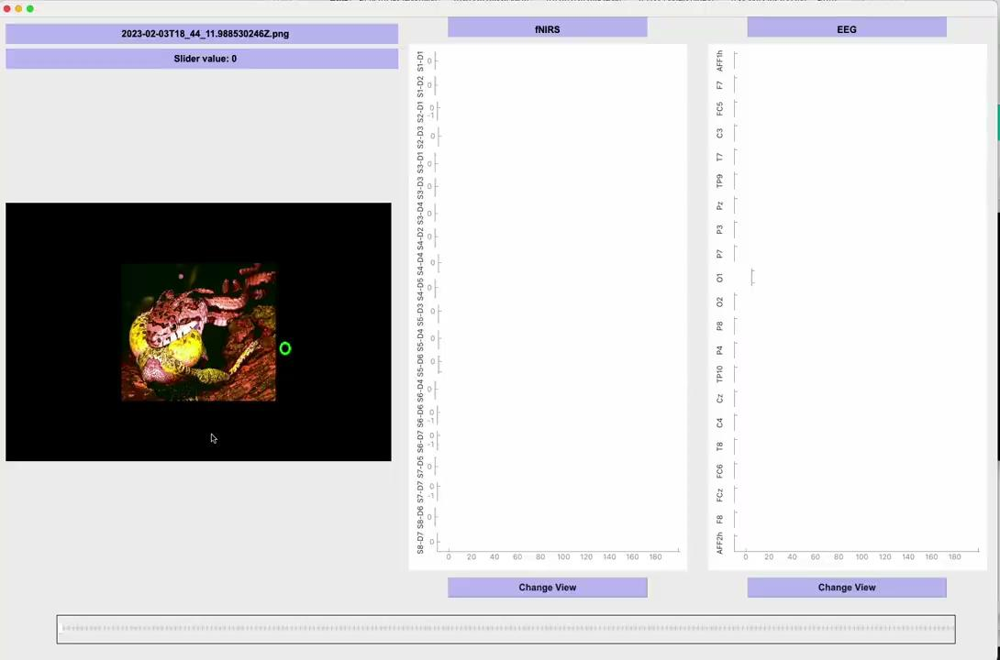 2023-02-03T18_44_11.988530246Z.png
Slider value: 0
fNIRS
S1-D1
0
S1-D2
0
S2-D1
0
-1
S2-D3
0
S3-D1
0
S3-D3
0
S3-D4
0
S4-D2
0
S4-D4
0
S4-D5
0
S5-D3
0
S5-D4
0
S5-D6
0
S6-D4
0
S6-D6
0
-1
S6-D7
0
-1
S7-D5
0
S7-D7
0
-1
S8-D6
0
S8-D7
0
0 20 40 60 80 100 120 140 160 180
Change View
EEG
AFF1h
F7
FC5
C3
T7
TP9
Pz
P3
P7
O1
O2
P8
P4
TP10
Cz
C4
T8
FC6
FCz
F8
AFF2h
0 20 40 60 80 100 120 140 160 180
Change View